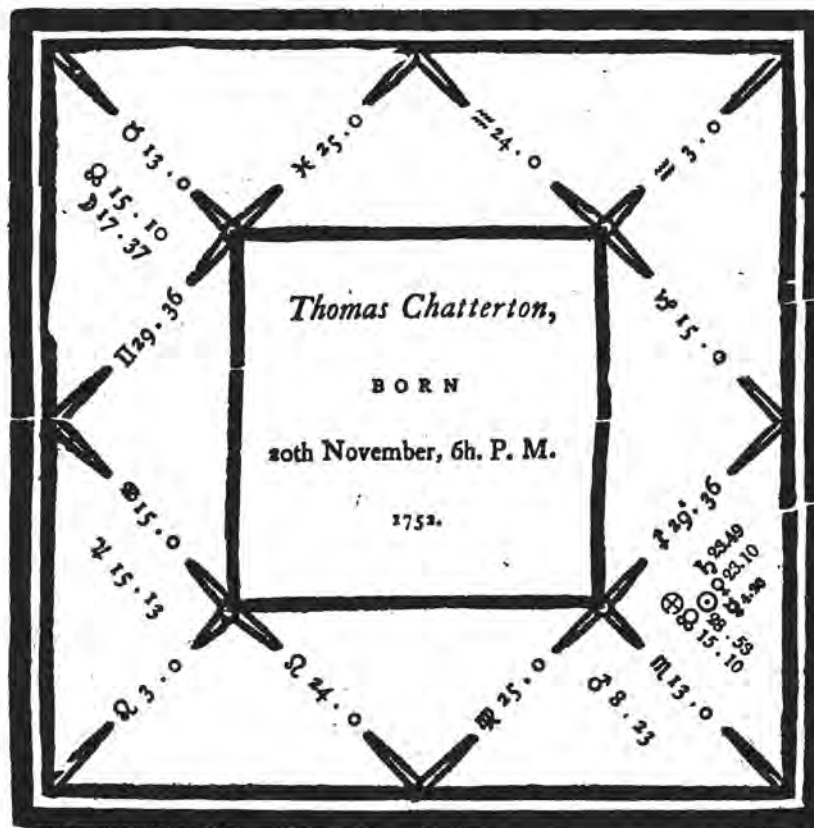 ♉ 13 . 0
♓ 25 . 0
♒ 24 . 0
♒ 3 . 0
☊ 15 . 10
☽ 17 . 37
♊ 29 . 36
♑ 15 . 0
Thomas Chatterton,
BORN
20th November, 6h. P. M.
1752.
♋ 15 . 0
♃ 15 . 13
♌ 3 . 0
♌ 24 . 0
♍ 25 . 0
♂ 8 . 23
♏ 13 . 0
♐ 29 . 36
♄ 23.49
♀ 23.10
☿ 4.20
☉ 28 . 59
⊕ ☋ 15 . 10